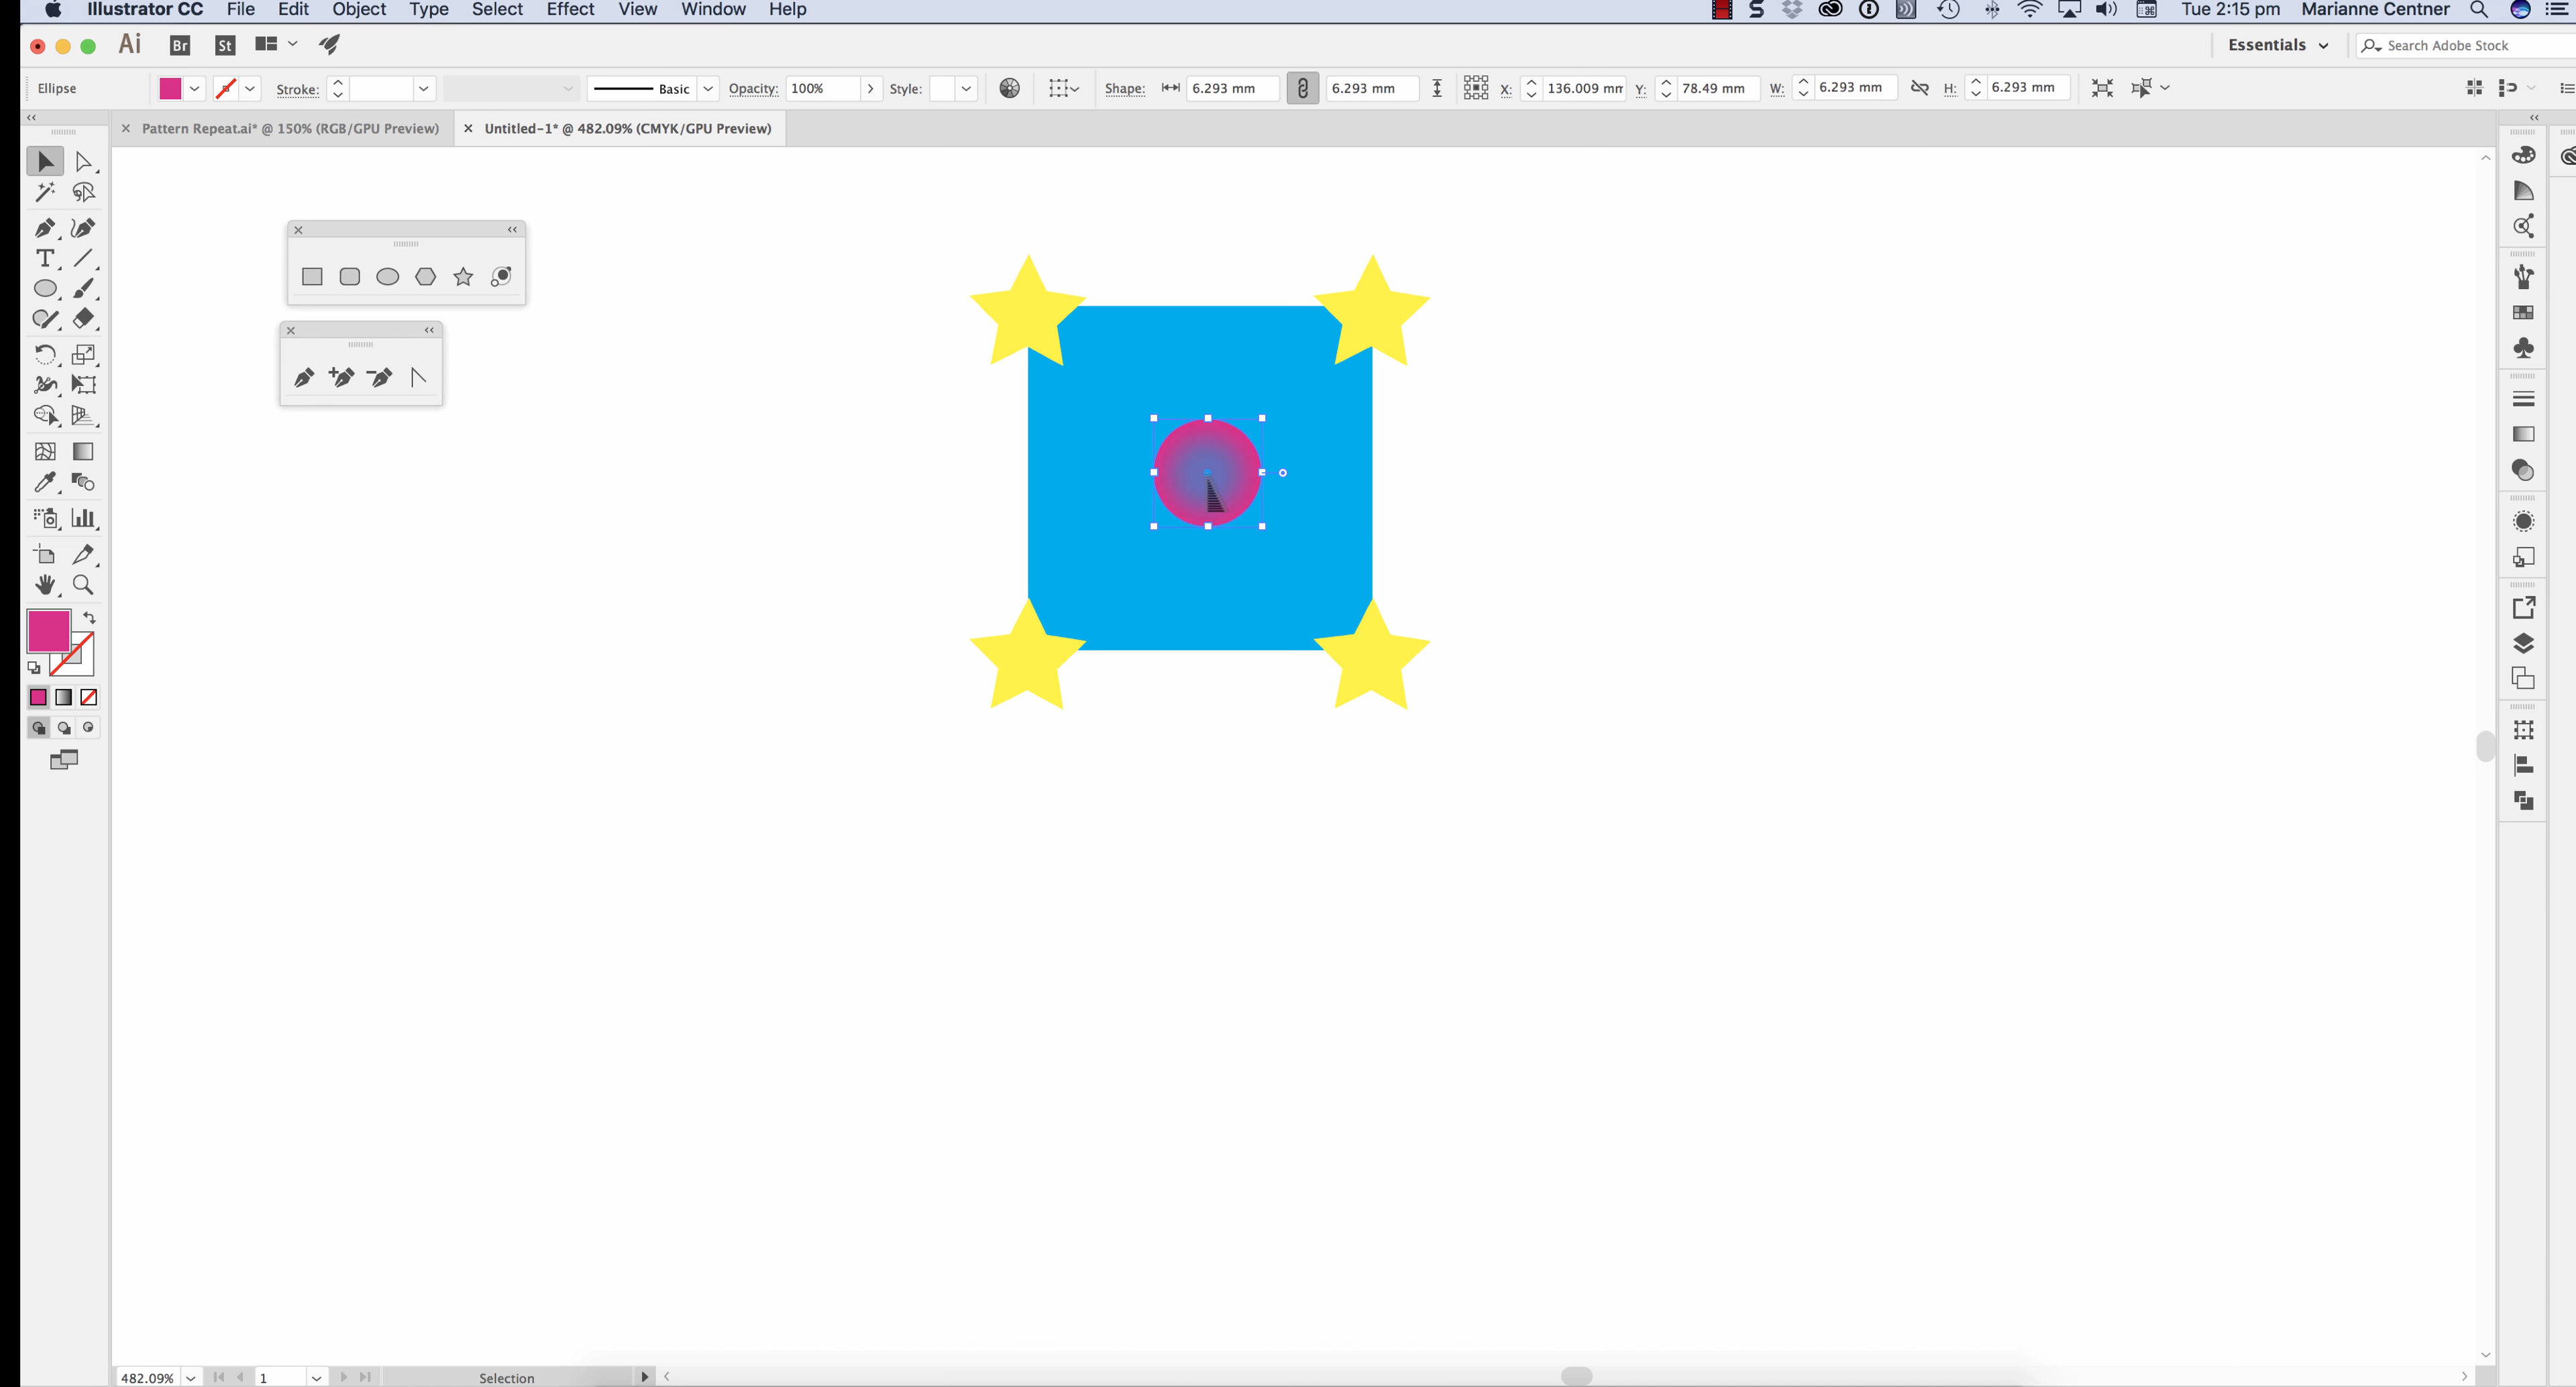 Illustrator CC File Edit Object Type Select Effect View Window Help Tue 2:15 pm Marianne Centner
Ai Br St Essentials Search Adobe Stock
Ellipse Stroke: Basic Opacity: 100% Style: Shape: 6.293 mm 6.293 mm X: 136.009 mm Y: 78.49 mm W: 6.293 mm H: 6.293 mm
Pattern Repeat.ai* @ 150% (RGB/GPU Preview) Untitled-1* @ 482.09% (CMYK/GPU Preview)
482.09% 1 Selection